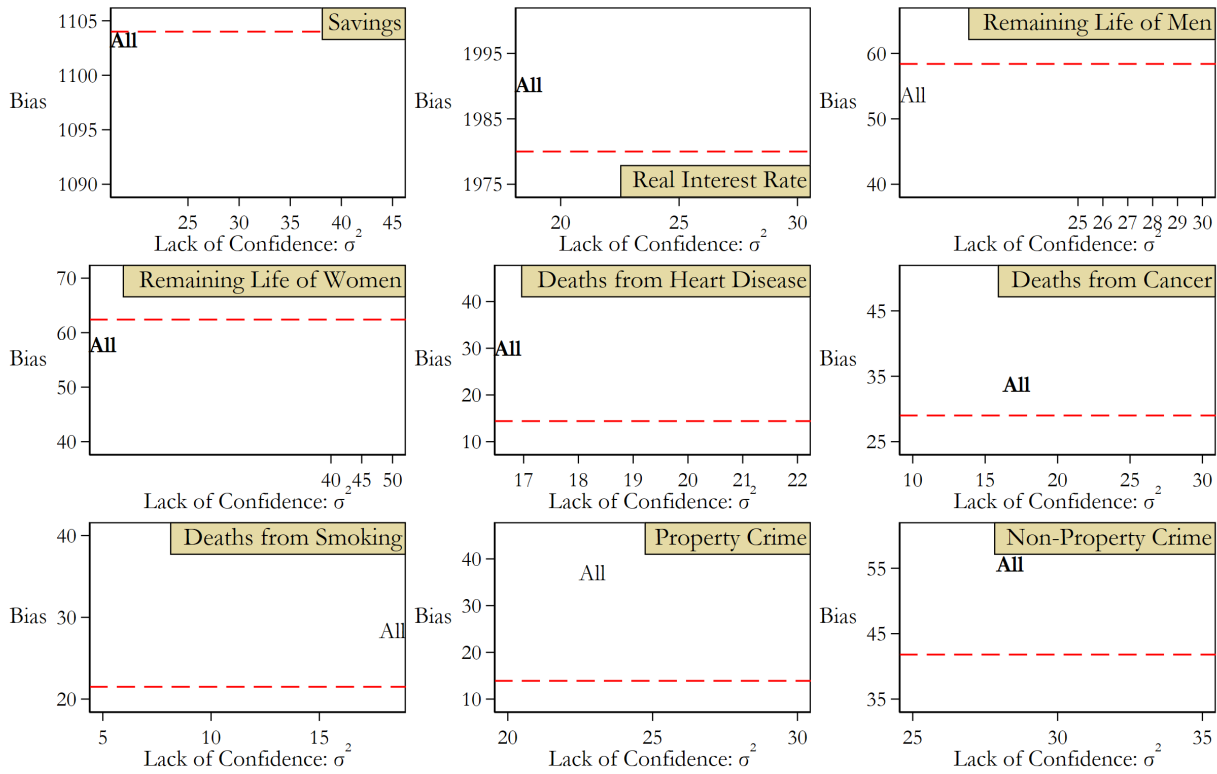 Savings
1105
1100
1095
1090
Bias
All
25 30 35 40 45
Lack of Confidence: σ²
Real Interest Rate
1995
1985
1975
Bias
All
20 25 30
Lack of Confidence: σ²
Remaining Life of Men
60
50
40
Bias
All
25 26 27 28 29 30
Lack of Confidence: σ²
Remaining Life of Women
70
60
50
40
Bias
All
40 45 50
Lack of Confidence: σ²
Deaths from Heart Disease
40
30
20
10
Bias
All
17 18 19 20 21 22
Lack of Confidence: σ²
Deaths from Cancer
45
35
25
Bias
All
10 15 20 25 30
Lack of Confidence: σ²
Deaths from Smoking
40
30
20
Bias
All
5 10 15
Lack of Confidence: σ²
Property Crime
40
30
20
10
Bias
All
20 25 30
Lack of Confidence: σ²
Non-Property Crime
55
45
35
Bias
All
25 30 35
Lack of Confidence: σ²